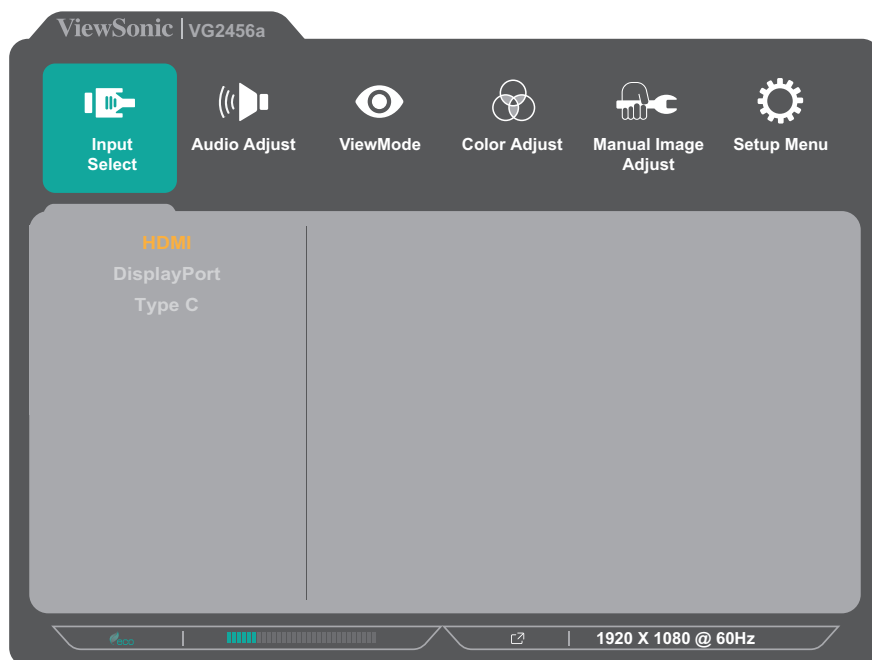 ViewSonic | VG2456a
Input
Select
Audio Adjust
ViewMode
Color Adjust
Manual Image
Adjust
Setup Menu
HDMI
DisplayPort
Type C
eco
1920 X 1080 @ 60Hz